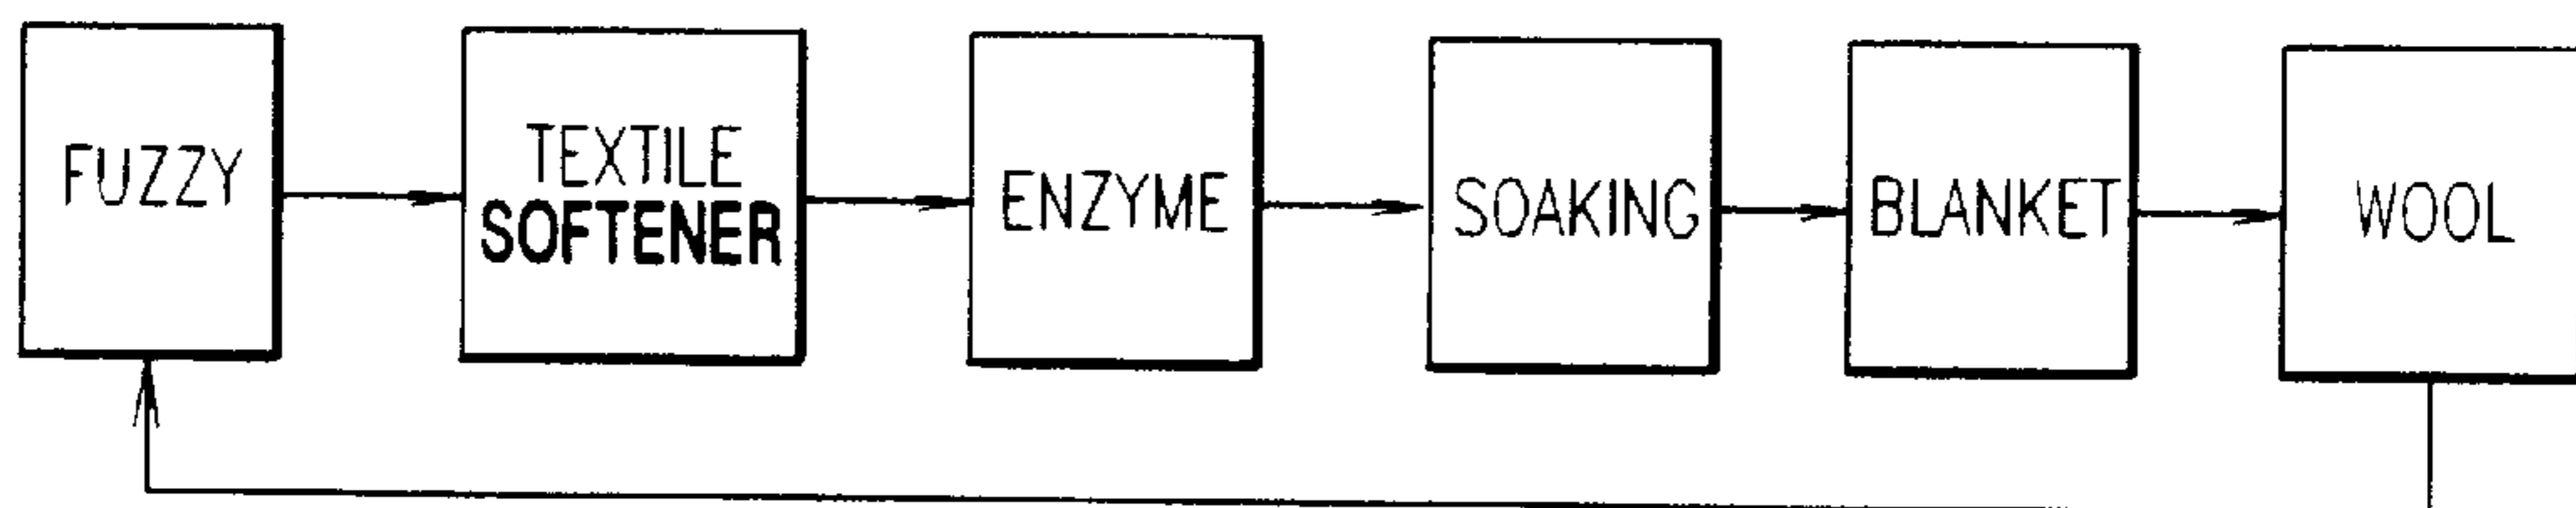 FUZZY
TEXTILE
SOFTENER
ENZYME
SOAKING
BLANKET
WOOL